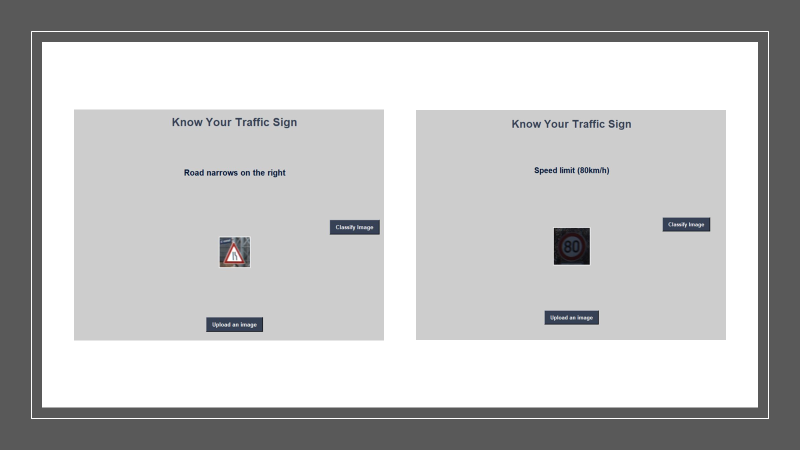 Know Your Traffic Sign
Road narrows on the right
Classify Image
Upload an image
Know Your Traffic Sign
Speed limit (80km/h)
Classify Image
80
Upload an image